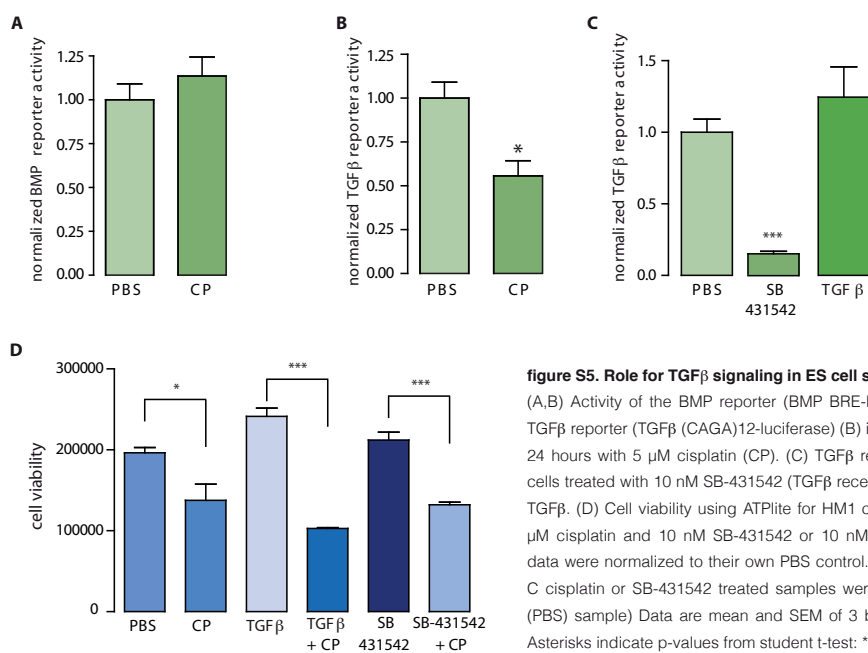 A
normalized BMP reporter activity
1.25
1.00
0.75
0.50
0.25
0.00
PBS
CP
B
normalized TGFβ reporter activity
1.25
1.00
0.75
0.50
0.25
0.00
*
PBS
CP
C
normalized TGFβ reporter activity
1.5
1.0
0.5
0.0
***
PBS
SB
431542
TGFβ
D
cell viability
300000
200000
100000
0
*
***
***
PBS
CP
TGFβ
TGFβ
+ CP
SB
431542
SB-431542
+ CP
figure S5. Role for TGFβ signaling in ES cell
(A,B) Activity of the BMP reporter (BMP
TGFβ reporter (TGFβ (CAGA)12-luciferase) (B)
24 hours with 5 µM cisplatin (CP). (C) TGFβ
cells treated with 10 nM SB-431542 (TGFβ
TGFβ. (D) Cell viability using ATPlite for HM1
µM cisplatin and 10 nM SB-431542 or 10 nM
data were normalized to their own PBS control.
C cisplatin or SB-431542 treated samples
(PBS) sample) Data are mean and SEM of 3
Asterisks indicate p-values from student t-test: *